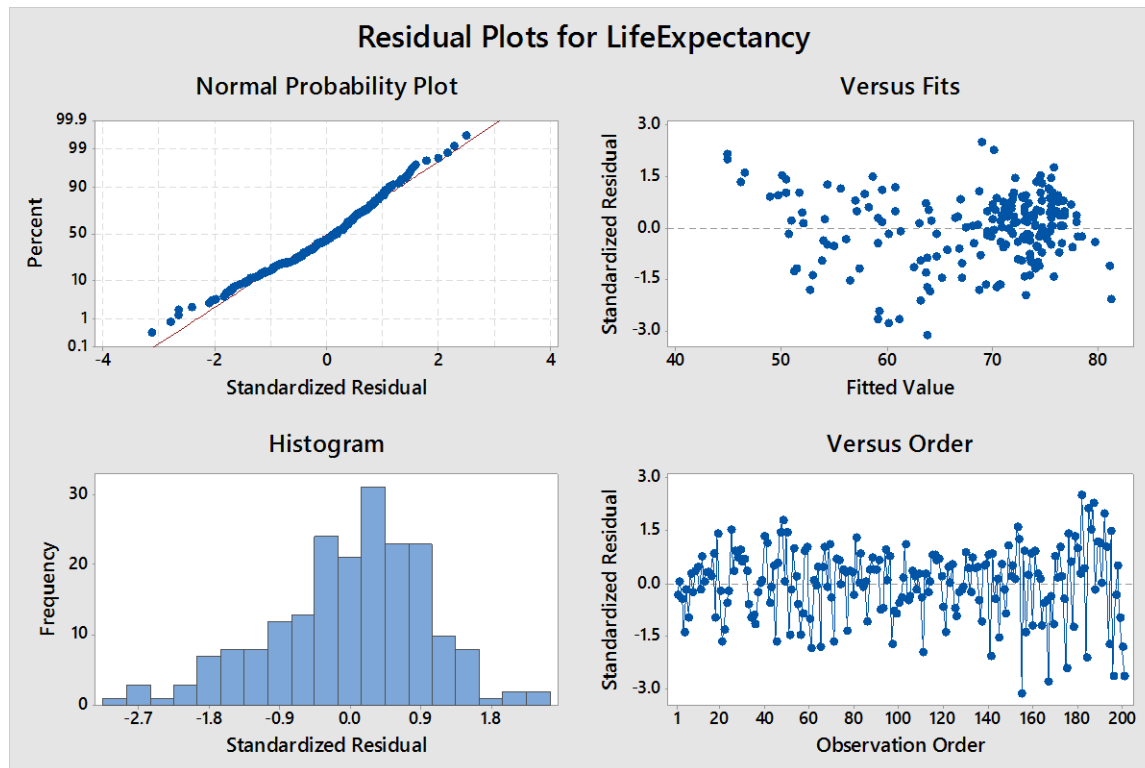 Residual Plots for LifeExpectancy
Normal Probability Plot
Percent
99.9
99
90
50
10
1
0.1
-4 -2 0 2 4
Standardized Residual
Versus Fits
Standardized Residual
3.0
1.5
0.0
-1.5
-3.0
40 50 60 70 80
Fitted Value
Histogram
Frequency
30
20
10
0
-2.7 -1.8 -0.9 0.0 0.9 1.8
Standardized Residual
Versus Order
Standardized Residual
3.0
1.5
0.0
-1.5
-3.0
1 20 40 60 80 100 120 140 160 180 200
Observation Order